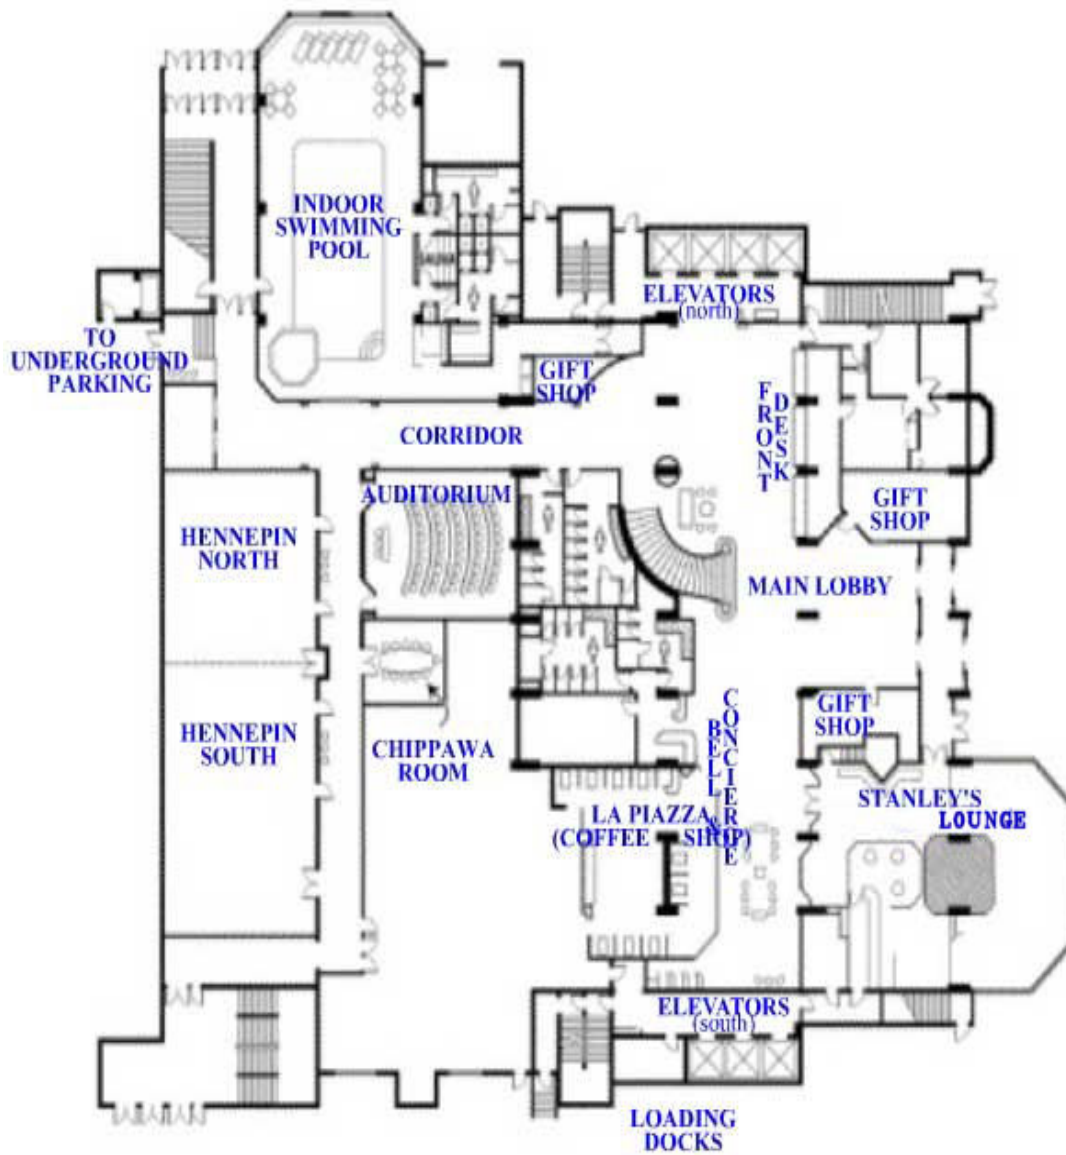 INDOOR
SWIMMING
POOL
ELEVATORS
(north)
TO
UNDERGROUND
PARKING
GIFT
SHOP
FRONT
DESK
CORRIDOR
AUDITORIUM
GIFT
SHOP
HENNEPIN
NORTH
MAIN LOBBY
HENNEPIN
SOUTH
CHIPPAWA
ROOM
BELL &
CONCIERGE
GIFT
SHOP
STANLEY'S
LOUNGE
LA PIAZZA
(COFFEE SHOP)
ELEVATORS
(south)
LOADING
DOCKS